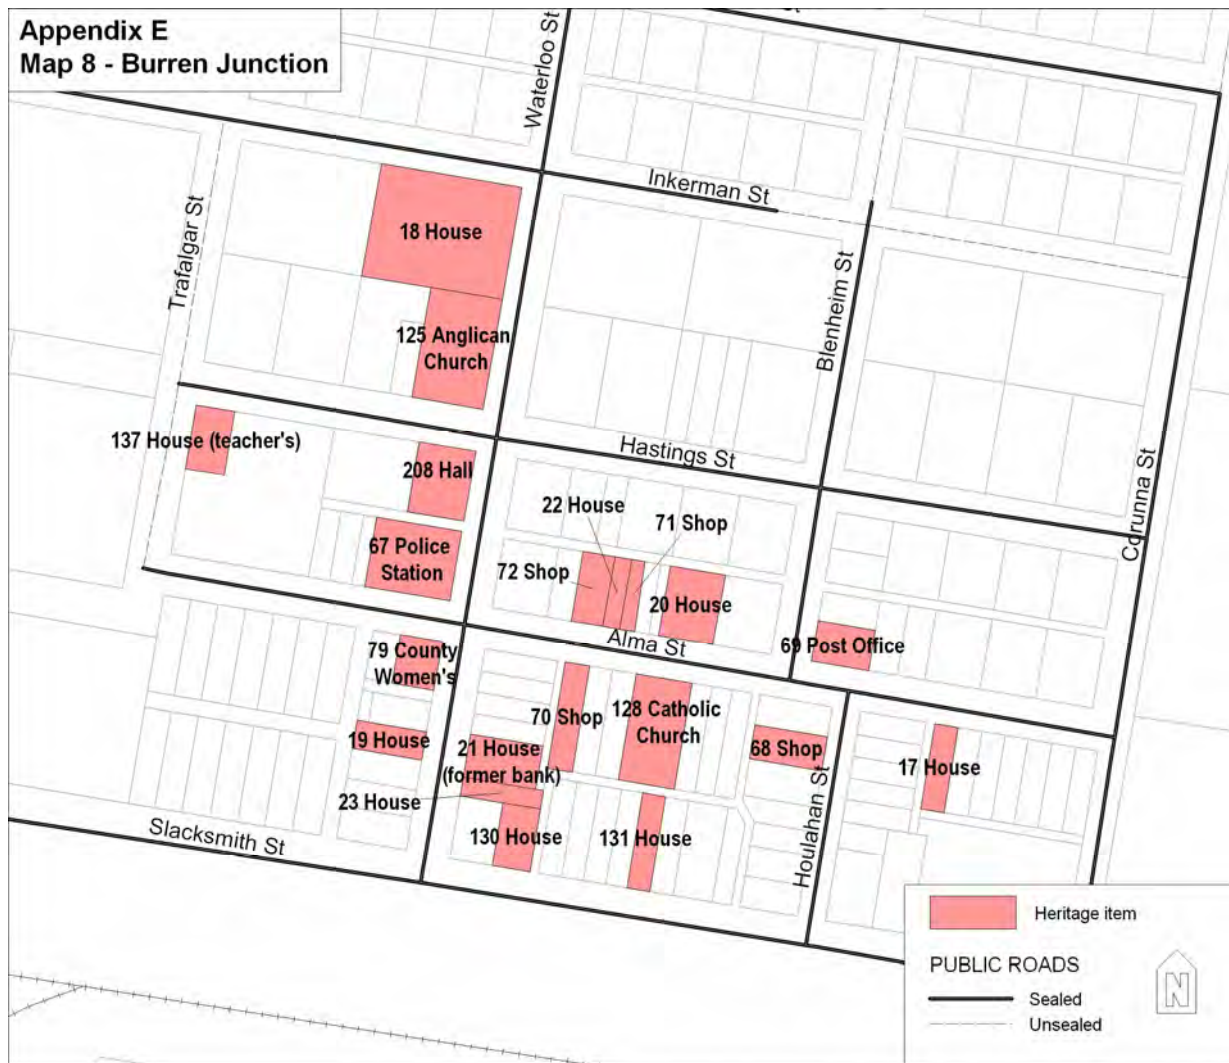 Appendix E
Map 8 - Burren Junction
Waterloo St
Inkerman St
Trafalgar St
18 House
Blenheim St
125 Anglican
Church
137 House (teacher's)
Hastings St
208 Hall
Corunna St
22 House
71 Shop
67 Police
Station
72 Shop
20 House
Alma St
69 Post Office
79 County
Women's
70 Shop
128 Catholic
Church
19 House
21 House
(former bank)
68 Shop
17 House
23 House
Houlahan St
Slacksmith St
130 House
131 House
Heritage item
PUBLIC ROADS
Sealed
Unsealed
N